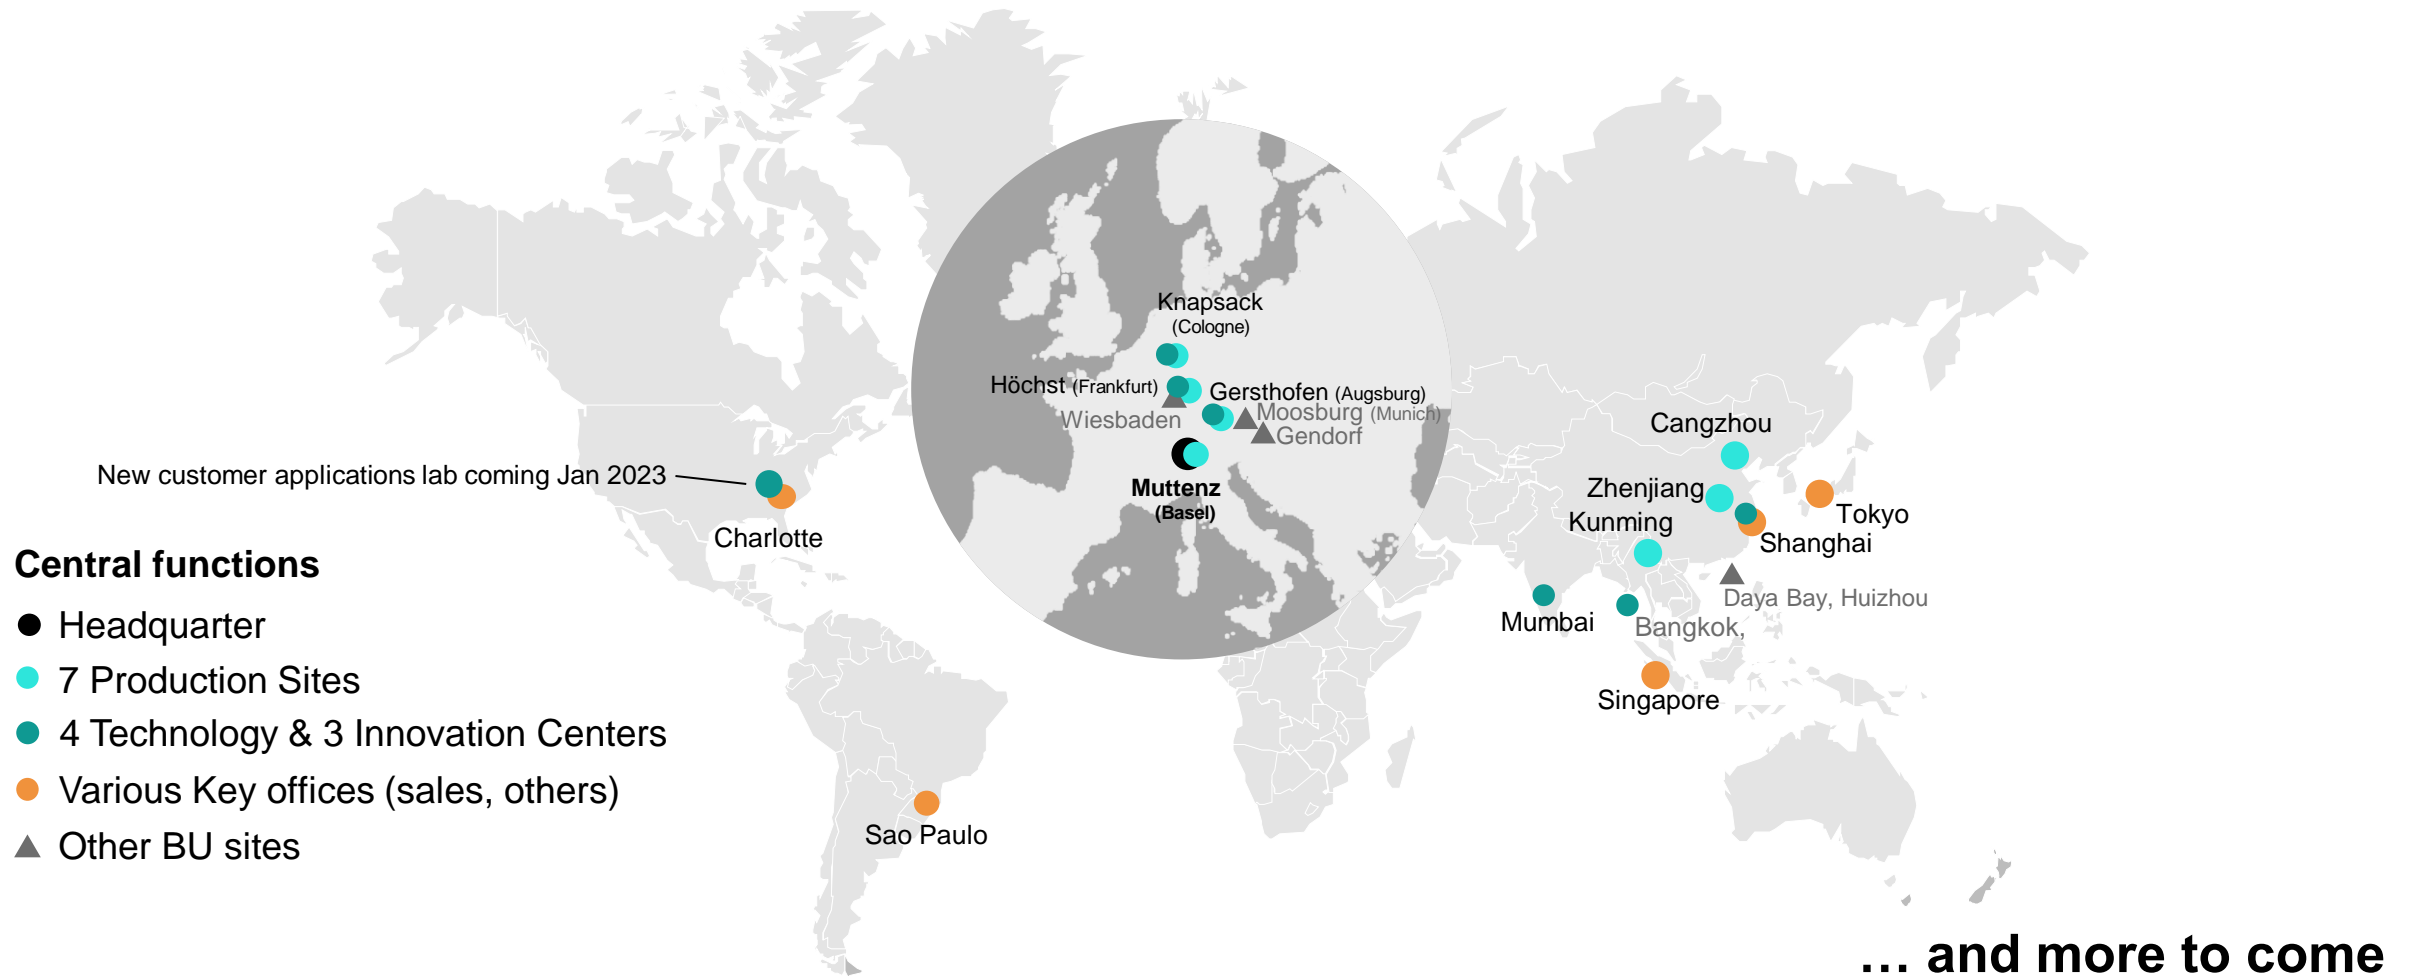 Knapsack
(Cologne)
Höchst (Frankfurt)
Gersthofen (Augsburg)
Wiesbaden
Moosburg (Munich)
Gendorf
Muttenz
(Basel)
New customer applications lab coming Jan 2023
Charlotte
Cangzhou
Zhenjiang
Kunming
Tokyo
Shanghai
Daya Bay, Huizhou
Mumbai
Bangkok,
Singapore
Sao Paulo
Central functions
Headquarter
7 Production Sites
4 Technology & 3 Innovation Centers
Various Key offices (sales, others)
Other BU sites
… and more to come